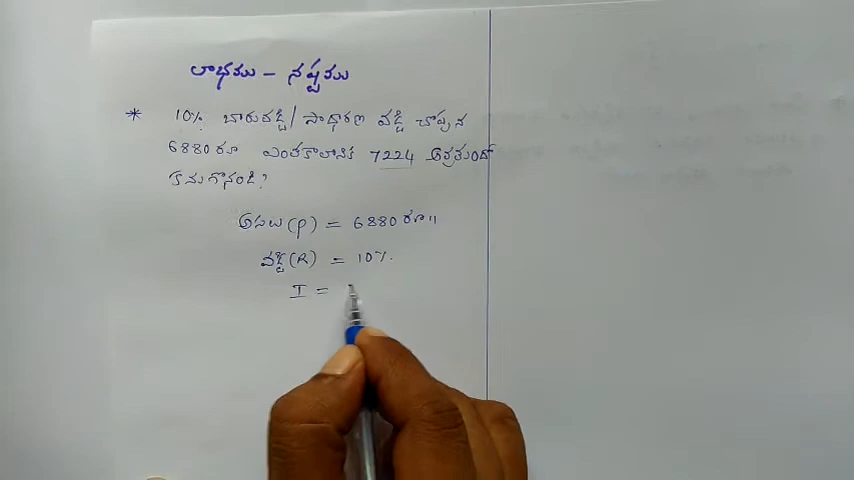 లాభము - నష్టము
* 10% బారువడ్డి/సాధారణ వడ్డి చొప్పున
6880 రూ ఎంతకాలానికి 7224 అవుతుందో
కనుగొనండి?
అసలు (P) = 6880 రూ॥
వడ్డి (R) = 10%.
I =